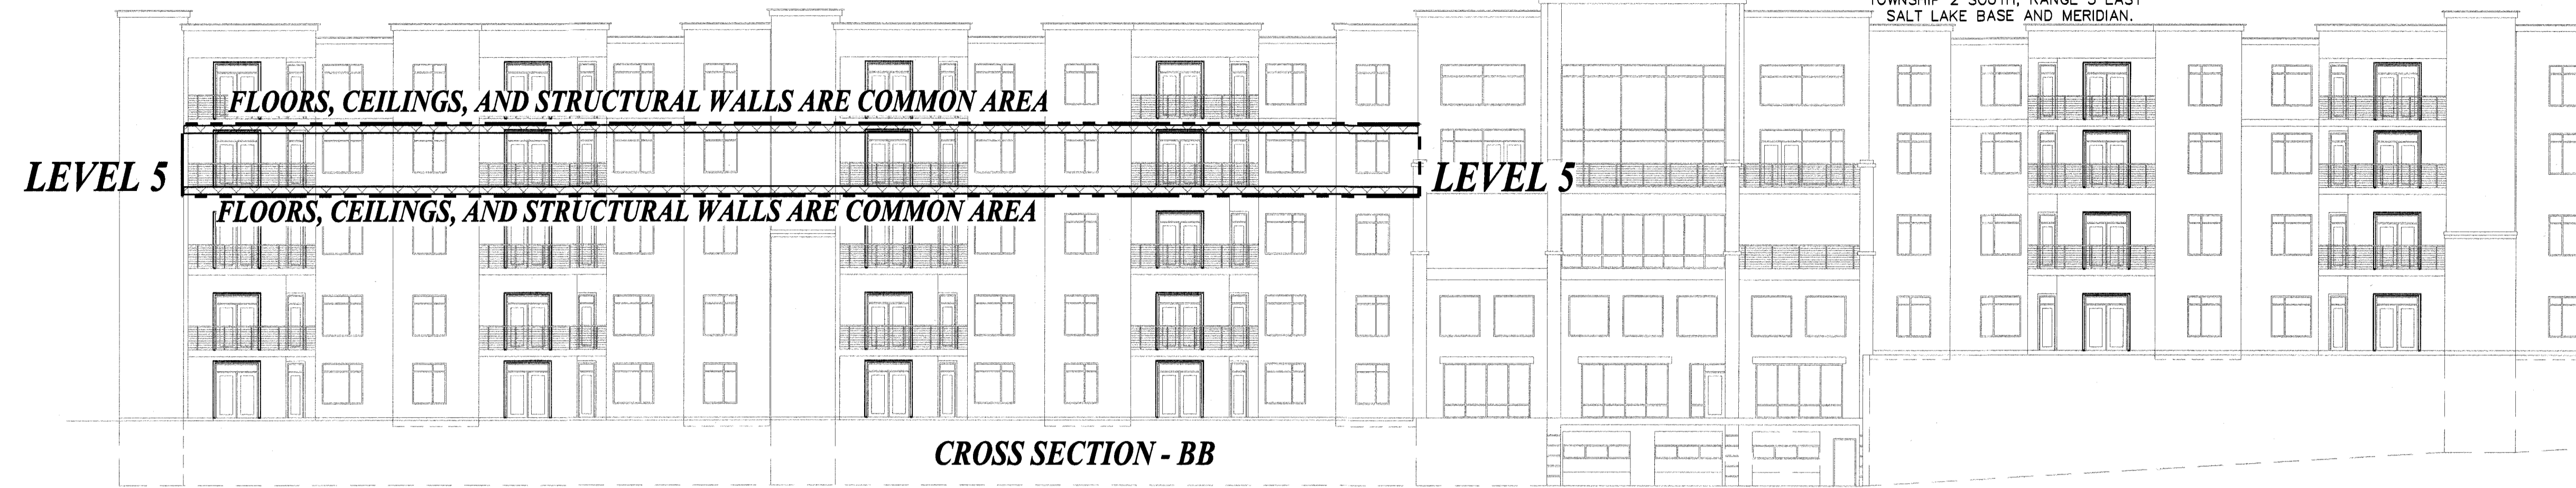 TOWNSHIP 2 SOUTH, RANGE 3 EAST
SALT LAKE BASE AND MERIDIAN.
FLOORS, CEILINGS, AND STRUCTURAL WALLS ARE COMMON AREA
LEVEL 5
LEVEL 5
FLOORS, CEILINGS, AND STRUCTURAL WALLS ARE COMMON AREA
CROSS SECTION - BB